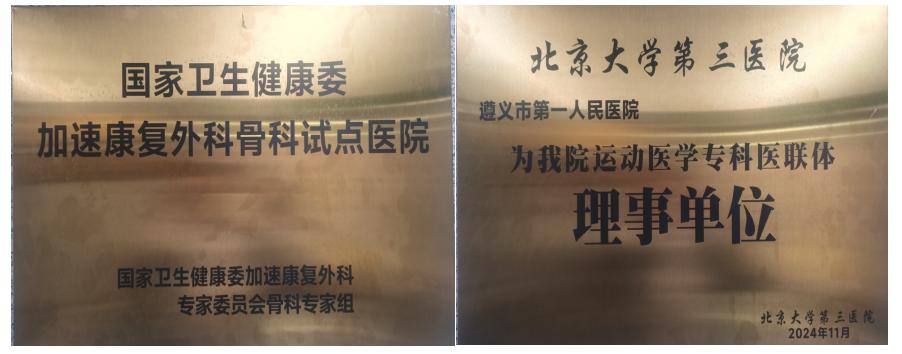 国家卫生健康委
加速康复外科骨科试点医院
国家卫生健康委加速康复外科
专家委员会骨科专家组
北京大学第三医院
遵义市第一人民医院
为我院运动医学专科医联体
理事单位
北京大学第三医院
2024年11月